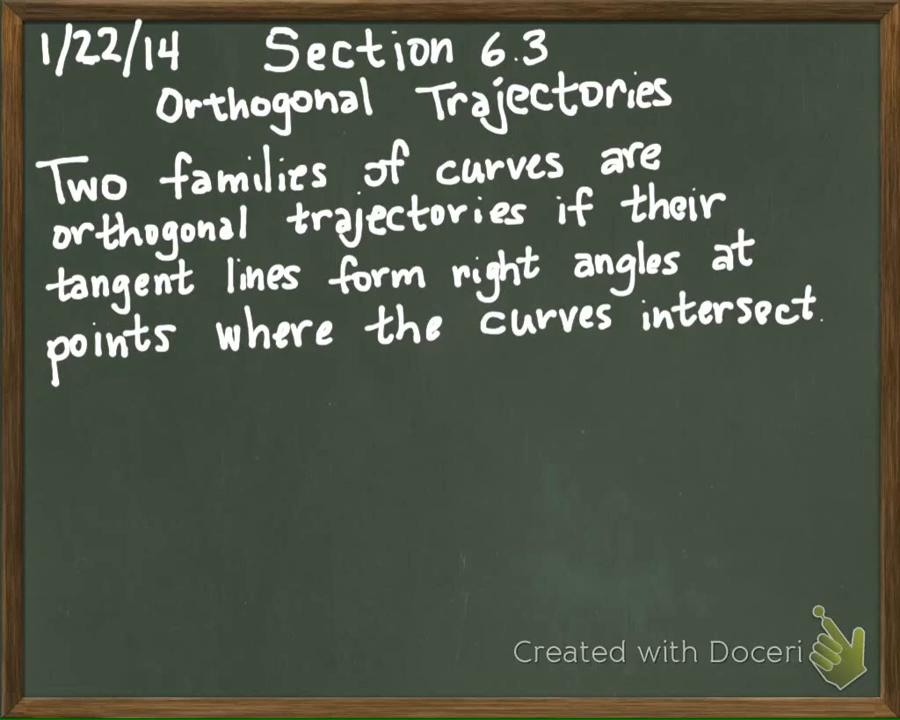 1/22/14 Section 6.3
Orthogonal Trajectories
Two families of curves are
orthogonal trajectories if their
tangent lines form right angles at
points where the curves intersect.
Created with Doceri